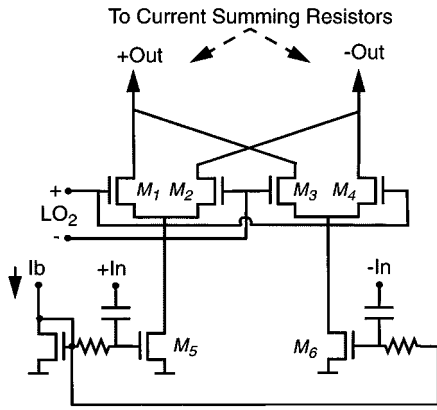 To Current Summing Resistors
+Out -Out
M1 M2 M3 M4
+
LO2
-
Ib +In -In
M5 M6